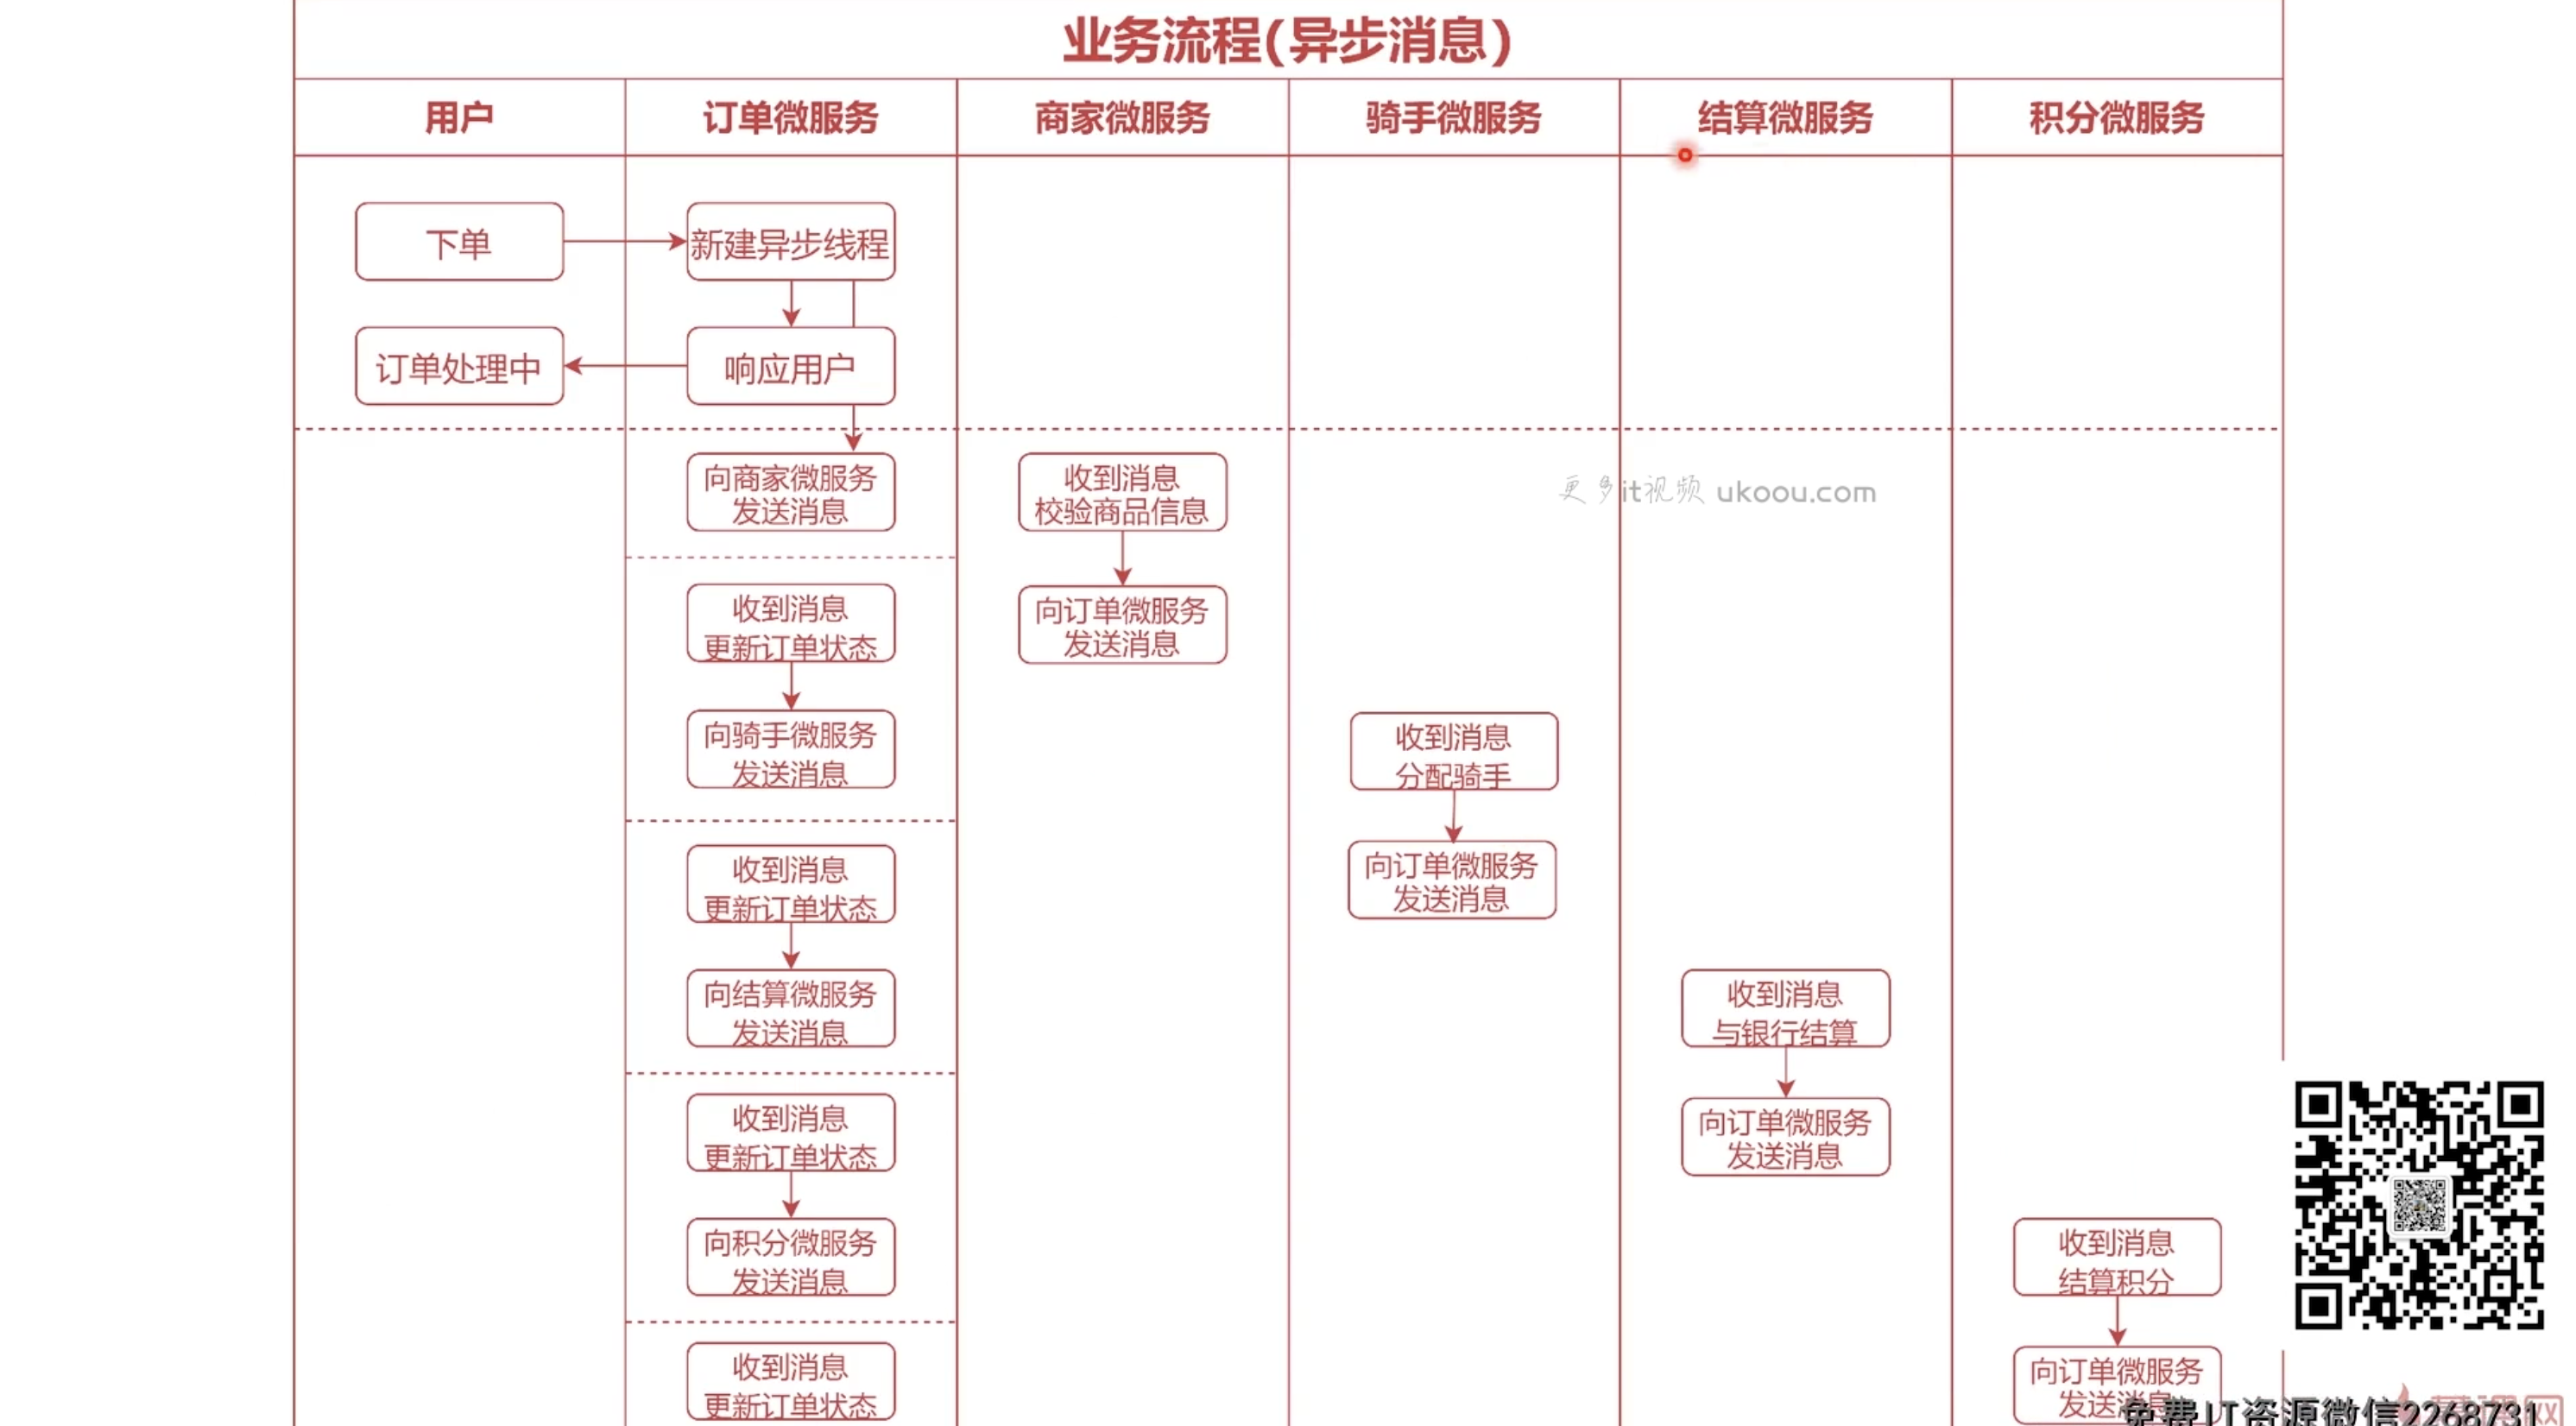 业务流程(异步消息)
用户
订单微服务
商家微服务
骑手微服务
结算微服务
积分微服务
下单
新建异步线程
订单处理中
响应用户
向商家微服务
发送消息
收到消息
校验商品信息
更多it视频 ukoou.com
收到消息
更新订单状态
向订单微服务
发送消息
向骑手微服务
发送消息
收到消息
分配骑手
收到消息
更新订单状态
向订单微服务
发送消息
向结算微服务
发送消息
收到消息
与银行结算
收到消息
更新订单状态
向订单微服务
发送消息
向积分微服务
发送消息
收到消息
结算积分
收到消息
更新订单状态
向订单微服务
发送消息
免费IT资源微信2268731